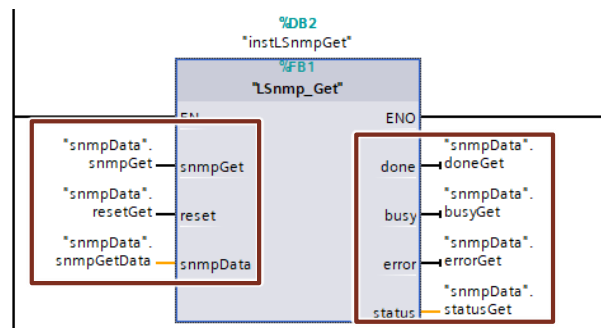 %DB2
"instLSnmpGet"
%FB1
"LSnmp_Get"
EN ENO
"snmpData".
snmpGet snmpGet
"snmpData".
resetGet reset
"snmpData".
snmpGetData snmpData
done "snmpData".
doneGet
busy "snmpData".
busyGet
error "snmpData".
errorGet
status "snmpData".
statusGet